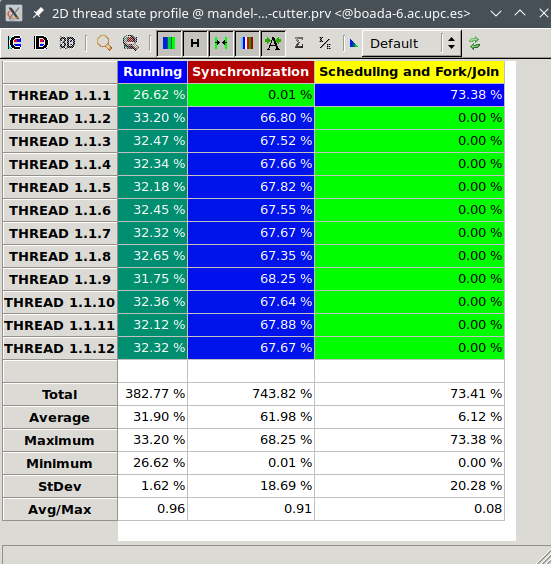 2D thread state profile @ mandel-...-cutter.prv <@boada-6.ac.upc.es>
3D H A Σ Default
Running Synchronization Scheduling and Fork/Join
THREAD 1.1.1 26.62 % 0.01 % 73.38 %
THREAD 1.1.2 33.20 % 66.80 % 0.00 %
THREAD 1.1.3 32.47 % 67.52 % 0.00 %
THREAD 1.1.4 32.34 % 67.66 % 0.00 %
THREAD 1.1.5 32.18 % 67.82 % 0.00 %
THREAD 1.1.6 32.45 % 67.55 % 0.00 %
THREAD 1.1.7 32.32 % 67.67 % 0.00 %
THREAD 1.1.8 32.65 % 67.35 % 0.00 %
THREAD 1.1.9 31.75 % 68.25 % 0.00 %
THREAD 1.1.10 32.36 % 67.64 % 0.00 %
THREAD 1.1.11 32.12 % 67.88 % 0.00 %
THREAD 1.1.12 32.32 % 67.67 % 0.00 %
Total 382.77 % 743.82 % 73.41 %
Average 31.90 % 61.98 % 6.12 %
Maximum 33.20 % 68.25 % 73.38 %
Minimum 26.62 % 0.01 % 0.00 %
StDev 1.62 % 18.69 % 20.28 %
Avg/Max 0.96 0.91 0.08